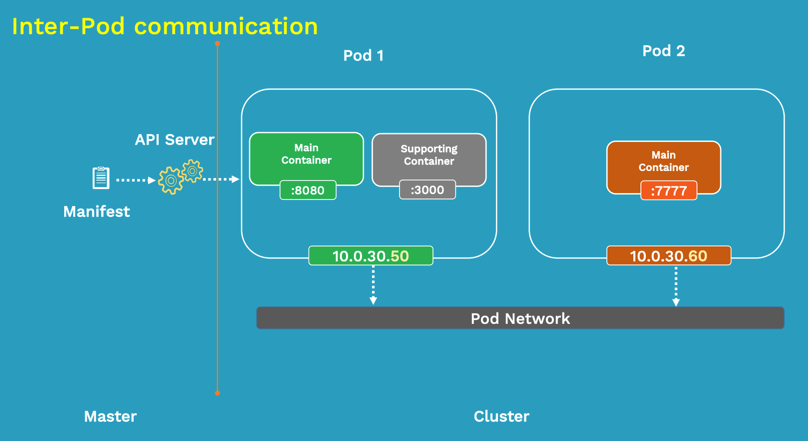 Inter-Pod communication
Pod 1
Pod 2
API Server
Manifest
Main
Container
:8080
Supporting
Container
:3000
Main
Container
:7777
10.0.30.50
10.0.30.60
Pod Network
Master
Cluster